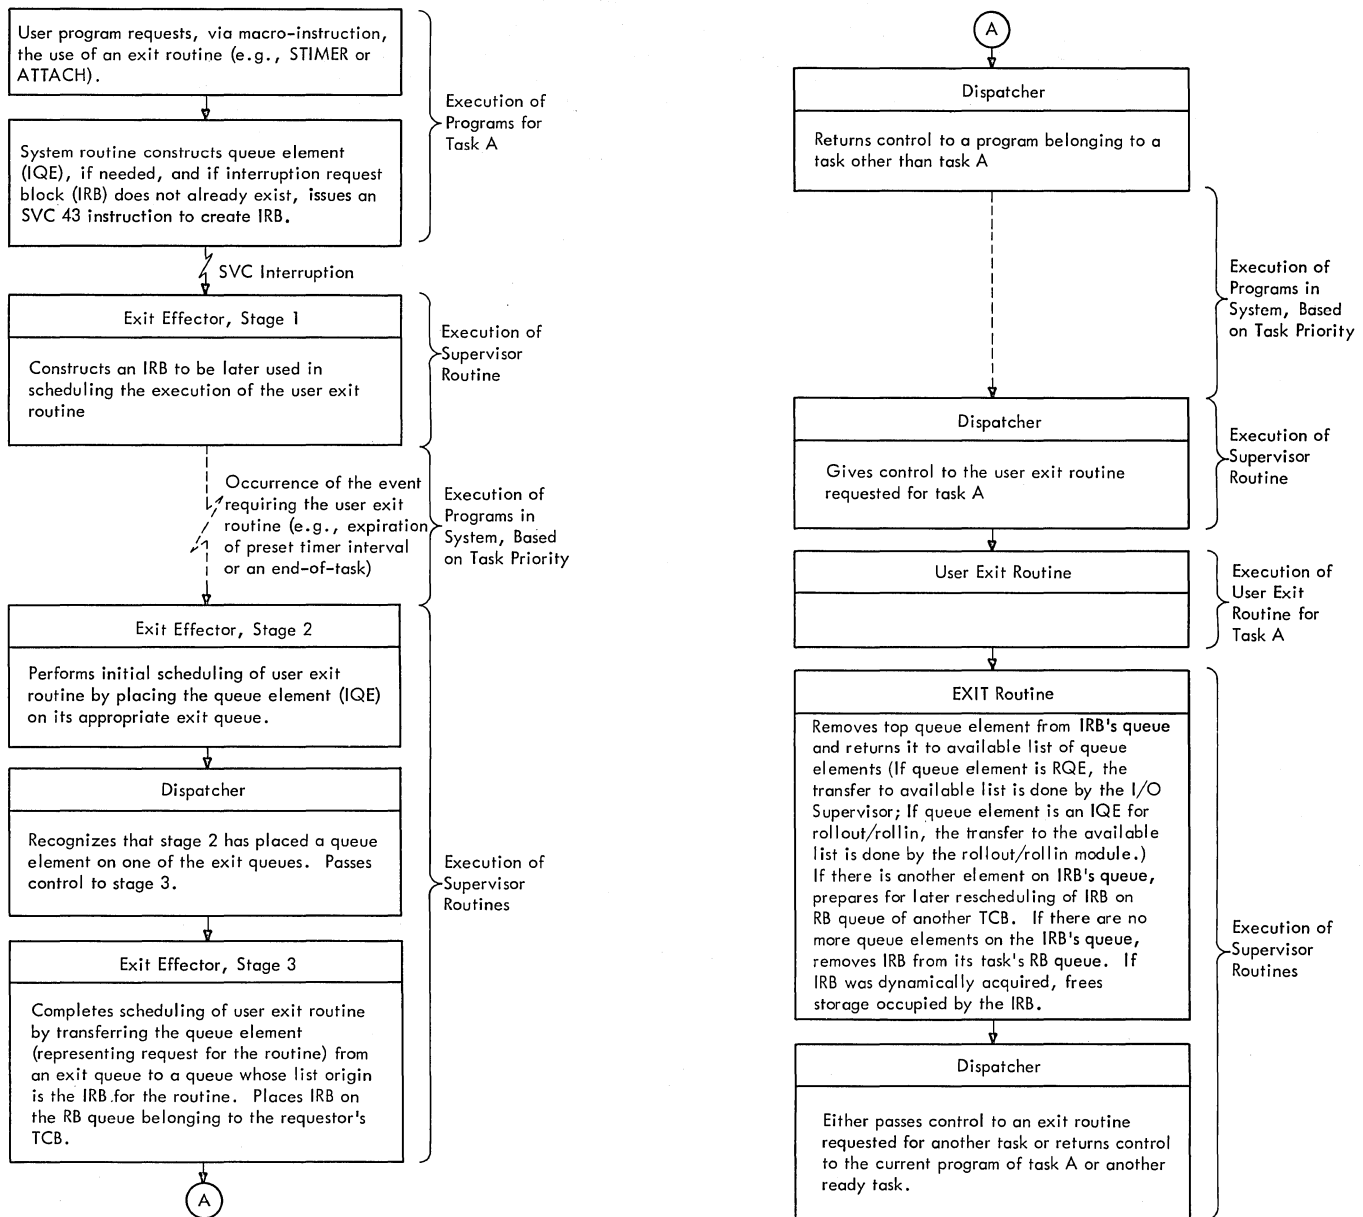 User program requests, via macro-instruction,
the use of an exit routine (e.g., STIMER or
ATTACH).
Execution of
Programs for
Task A
System routine constructs queue element
(IQE), if needed, and if interruption request
block (IRB) does not already exist, issues an
SVC 43 instruction to create IRB.
SVC Interruption
Exit Effector, Stage 1
Constructs an IRB to be later used in
scheduling the execution of the user exit
routine
Execution of
Supervisor
Routine
Occurrence of the event
requiring the user exit
routine (e.g., expiration
of preset timer interval
or an end-of-task)
Execution of
Programs in
System, Based
on Task Priority
Exit Effector, Stage 2
Performs initial scheduling of user exit
routine by placing the queue element (IQE)
on its appropriate exit queue.
Dispatcher
Recognizes that stage 2 has placed a queue
element on one of the exit queues. Passes
control to stage 3.
Execution of
Supervisor
Routines
Exit Effector, Stage 3
Completes scheduling of user exit routine
by transferring the queue element
(representing request for the routine) from
an exit queue to a queue whose list origin
is the IRB for the routine. Places IRB on
the RB queue belonging to the requestor's
TCB.
A
A
Dispatcher
Returns control to a program belonging to a
task other than task A
Execution of
Programs in
System, Based
on Task Priority
Dispatcher
Gives control to the user exit routine
requested for task A
Execution of
Supervisor
Routine
User Exit Routine
Execution of
User Exit
Routine for
Task A
EXIT Routine
Removes top queue element from IRB's queue
and returns it to available list of queue
elements (If queue element is RQE, the
transfer to available list is done by the I/O
Supervisor; If queue element is an IQE for
rollout/rollin, the transfer to the available
list is done by the rollout/rollin module.)
If there is another element on IRB's queue,
prepares for later rescheduling of IRB on
RB queue of another TCB. If there are no
more queue elements on the IRB's queue,
removes IRB from its task's RB queue. If
IRB was dynamically acquired, frees
storage occupied by the IRB.
Execution of
Supervisor
Routines
Dispatcher
Either passes control to an exit routine
requested for another task or returns control
to the current program of task A or another
ready task.